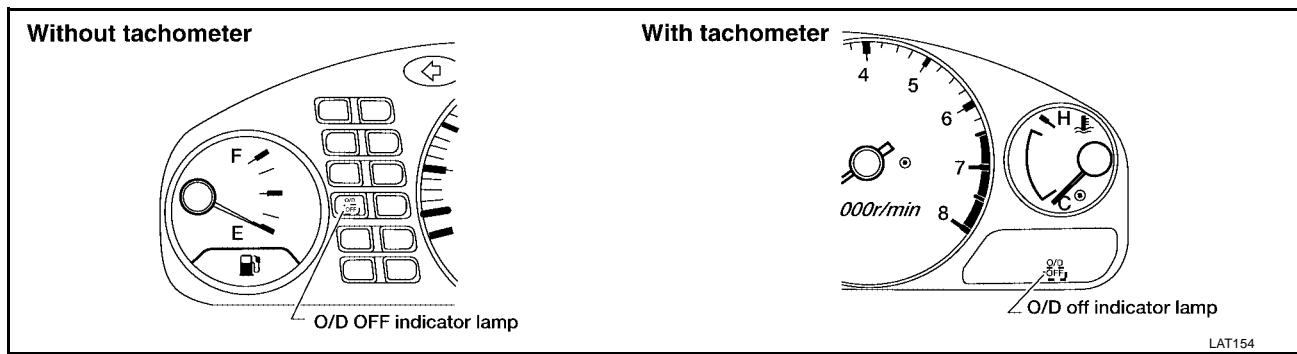 Without tachometer
F
E
O/D
OFF
O/D OFF indicator lamp
With tachometer
4
5
6
7
8
000r/min
H
C
O/D
OFF
O/D off indicator lamp
LAT154